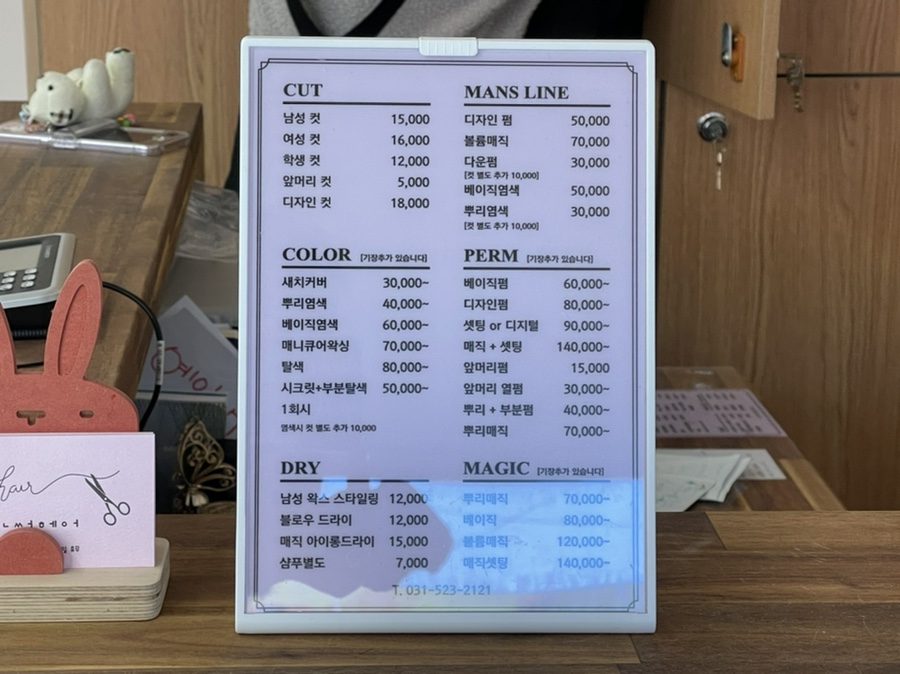 CUT
남성 컷 15,000
여성 컷 16,000
학생 컷 12,000
앞머리 컷 5,000
디자인 컷 18,000
COLOR [기장추가 있습니다]
새치커버 30,000~
뿌리염색 40,000~
베이직염색 60,000~
매니큐어왁싱 70,000~
탈색 80,000~
시크릿+부분탈색 50,000~
1회시
염색시 컷 별도 추가 10,000
DRY
남성 왁스 스타일링 12,000
블로우 드라이 12,000
매직 아이롱드라이 15,000
샴푸별도 7,000
MANS LINE
디자인 펌 50,000
볼륨매직 70,000
다운펌 30,000
[컷 별도 추가 10,000]
베이직염색 50,000
뿌리염색 30,000
[컷 별도 추가 10,000]
PERM [기장추가 있습니다]
베이직펌 60,000~
디자인펌 80,000~
셋팅 or 디지털 90,000~
매직 + 셋팅 140,000~
앞머리펌 15,000
앞머리 열펌 30,000~
뿌리 + 부분펌 40,000~
뿌리매직 70,000~
MAGIC [기장추가 있습니다]
뿌리매직 70,000~
베이직 80,000~
볼륨매직 120,000~
매직셋팅 140,000~
T. 031-523-2121
hair
헤어